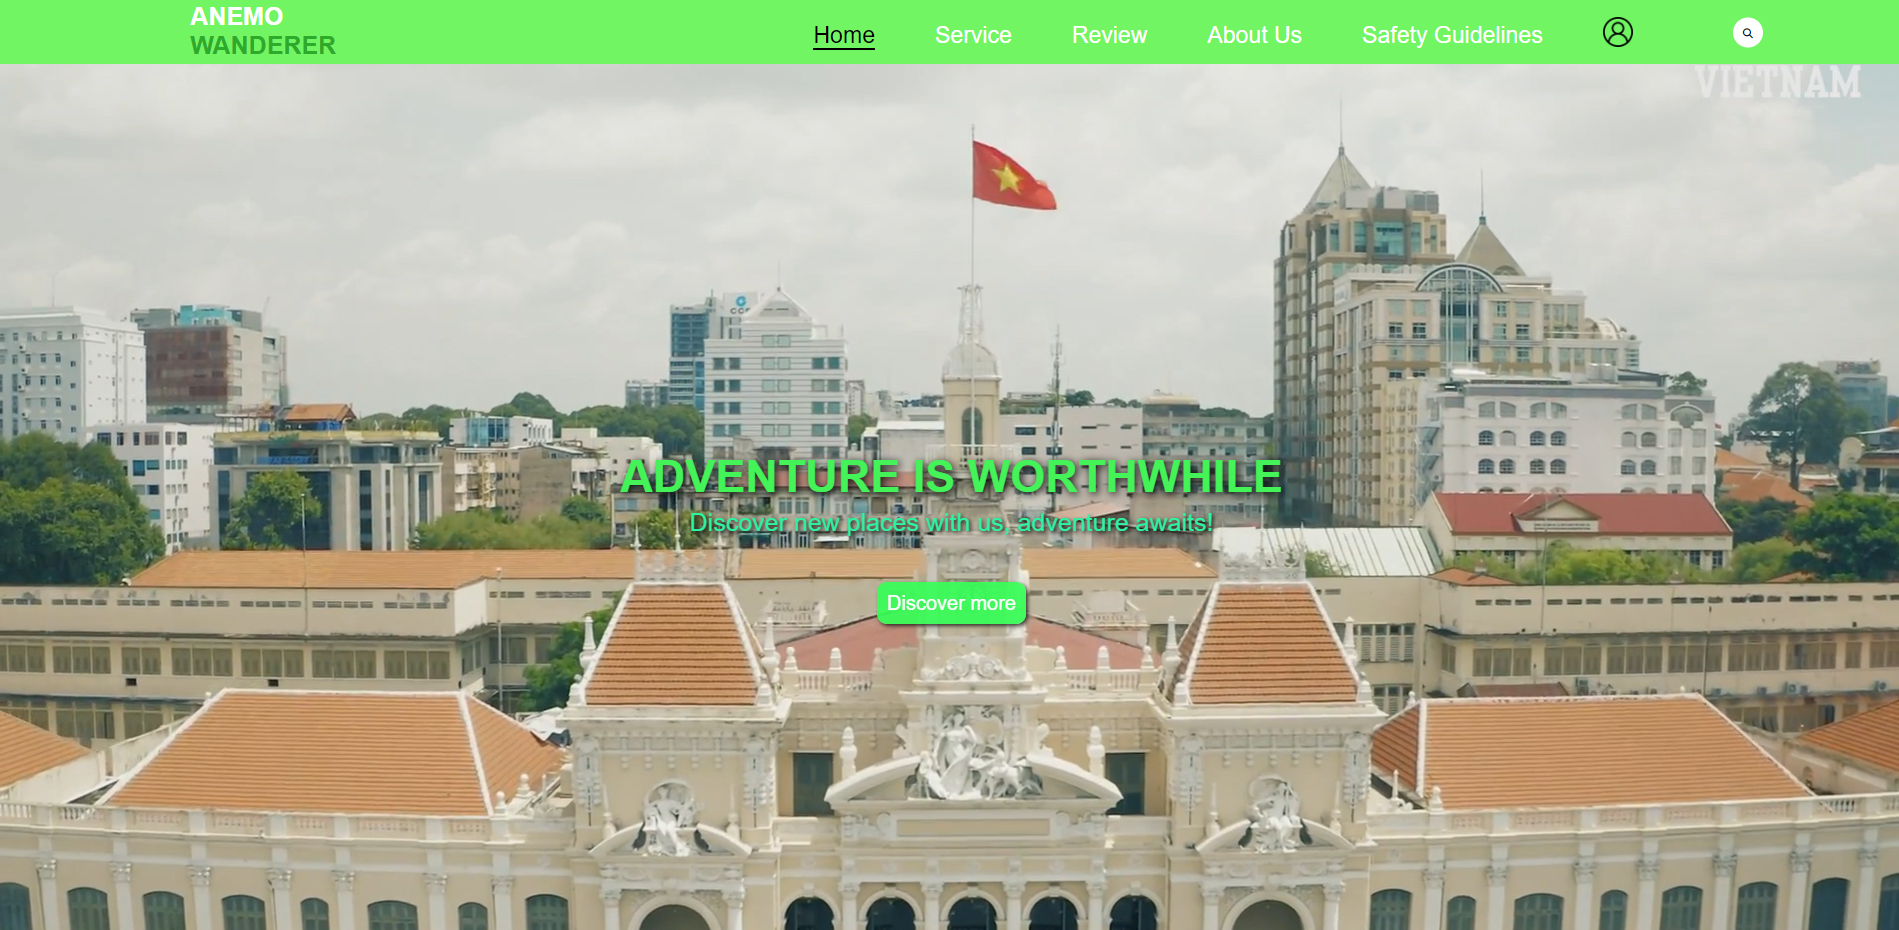 ANEMO
WANDERER
Home
Service
Review
About Us
Safety Guidelines
VIETNAM
ADVENTURE IS WORTHWHILE
Discover new places with us, adventure awaits!
Discover more